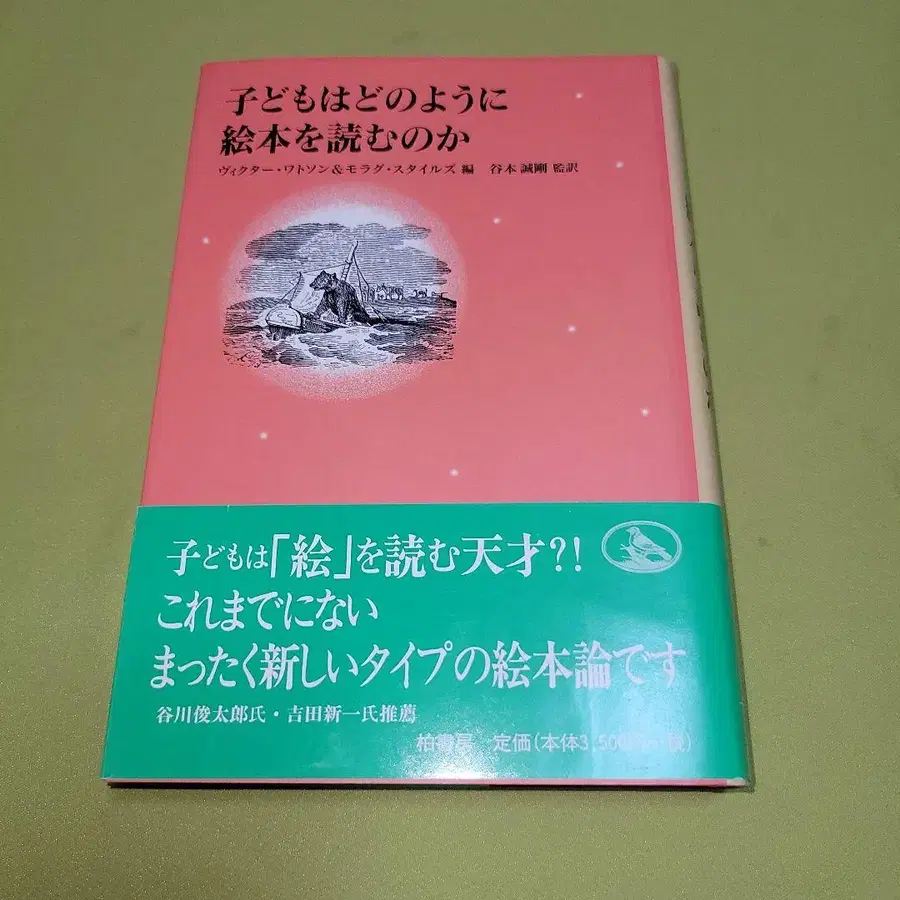 子どもはどのように
絵本を読むのか
ヴィクター・ワトソン&モラグ・スタイルズ 編 谷本 誠剛 監訳
子どもは「絵」を読む天才?!
これまでにない
まったく新しいタイプの絵本論です
谷川俊太郎氏・吉田新一氏推薦
柏書房 定価(本体3,500円+税)